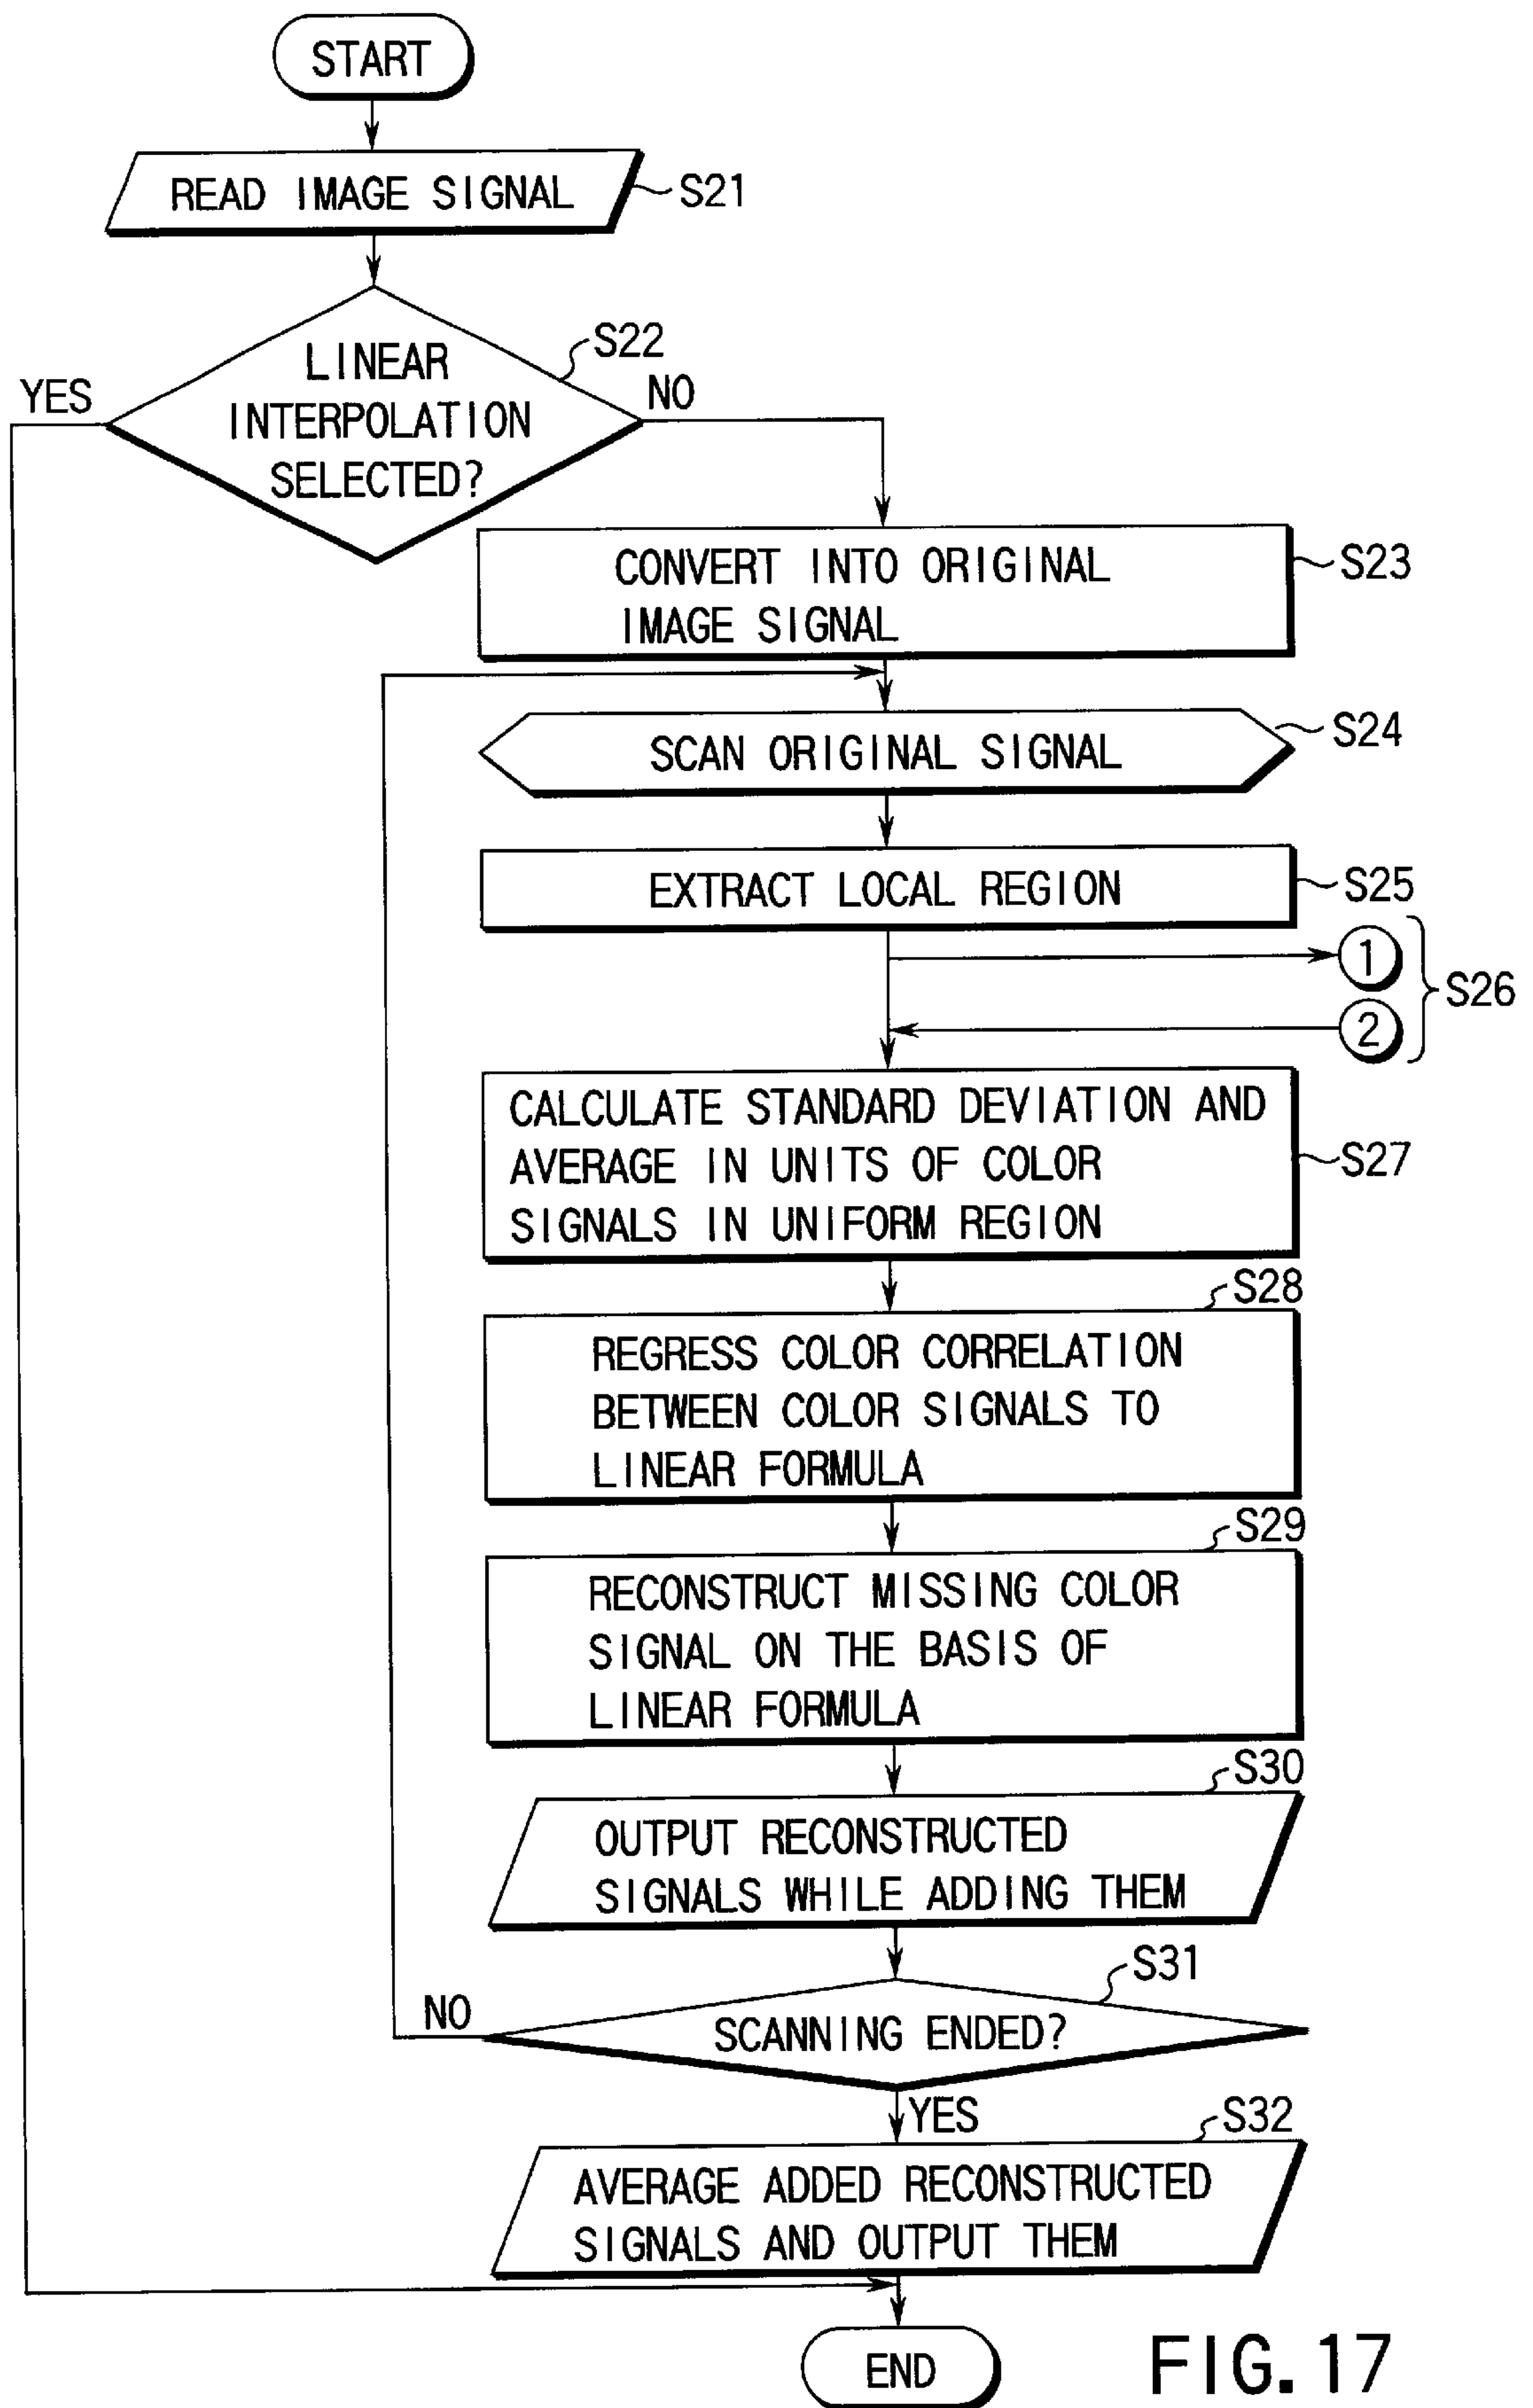 START
READ IMAGE SIGNAL
S21
S22
LINEAR
INTERPOLATION
SELECTED?
YES
NO
CONVERT INTO ORIGINAL
IMAGE SIGNAL
S23
SCAN ORIGINAL SIGNAL
S24
EXTRACT LOCAL REGION
S25
1
2
S26
CALCULATE STANDARD DEVIATION AND
AVERAGE IN UNITS OF COLOR
SIGNALS IN UNIFORM REGION
S27
S28
REGRESS COLOR CORRELATION
BETWEEN COLOR SIGNALS TO
LINEAR FORMULA
S29
RECONSTRUCT MISSING COLOR
SIGNAL ON THE BASIS OF
LINEAR FORMULA
S30
OUTPUT RECONSTRUCTED
SIGNALS WHILE ADDING THEM
S31
NO
SCANNING ENDED?
YES
S32
AVERAGE ADDED RECONSTRUCTED
SIGNALS AND OUTPUT THEM
END
FIG. 17